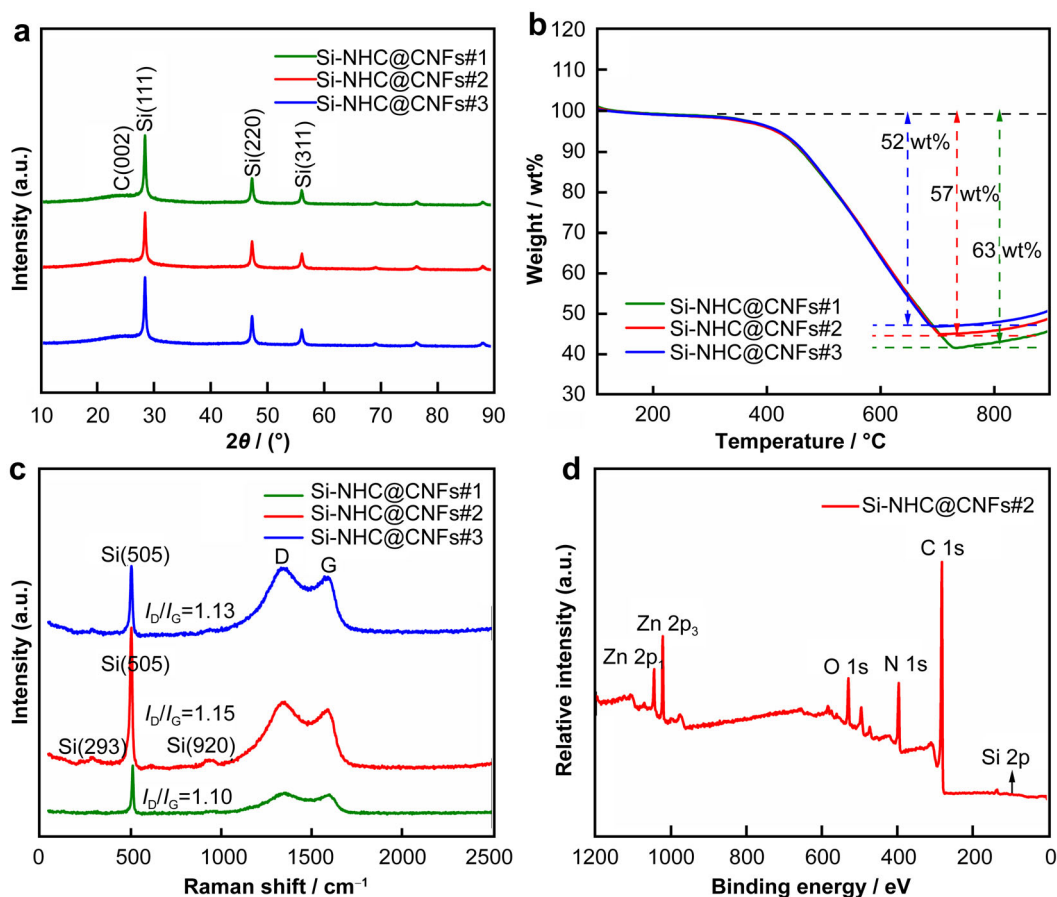 a
Si-NHC@CNFs#1
Si-NHC@CNFs#2
Si-NHC@CNFs#3
C(002)
Si(111)
Si(220)
Si(311)
Intensity (a.u.)
10 20 30 40 50 60 70 80 90
2θ / (°)
b
120
110
100
90
80
70
60
50
40
30
52 wt%
57 wt%
63 wt%
Si-NHC@CNFs#1
Si-NHC@CNFs#2
Si-NHC@CNFs#3
Weight / wt%
200 400 600 800
Temperature / °C
c
Si-NHC@CNFs#1
Si-NHC@CNFs#2
Si-NHC@CNFs#3
Si(505)
D
G
I_D/I_G=1.13
Si(505)
I_D/I_G=1.15
Si(293)
Si(920)
I_D/I_G=1.10
Intensity (a.u.)
0 500 1000 1500 2000 2500
Raman shift / cm⁻¹
d
Si-NHC@CNFs#2
C 1s
Zn 2p₃
Zn 2p₁
O 1s
N 1s
Si 2p
Relative intensity (a.u.)
1200 1000 800 600 400 200 0
Binding energy / eV